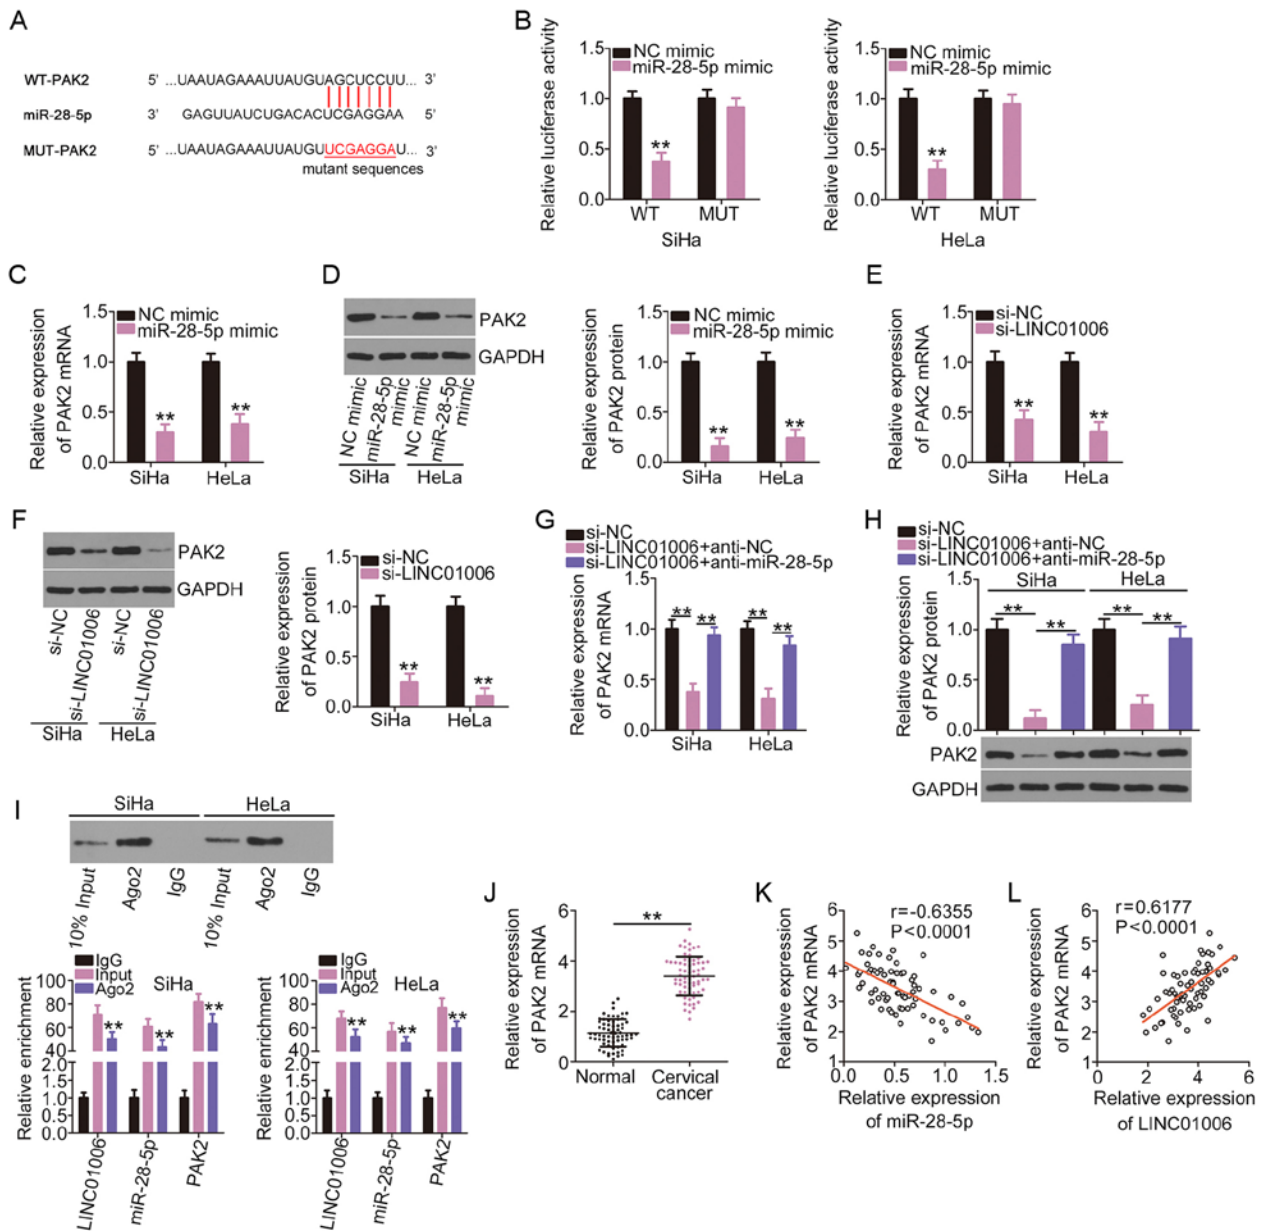 A
WT-PAK2 5' ...UAAUAGAAAUUAUGUAGCUCCUU... 3'
miR-28-5p 3' GAGUUAUCUGACACUCGAGGAA 5'
MUT-PAK2 5' ...UAAUAGAAAUUAUGUUCGAGGAU... 3'
mutant sequences
B
Relative luciferase activity
1.5
1.0
0.5
0.0
NC mimic
miR-28-5p mimic
**
WT MUT
SiHa
Relative luciferase activity
1.5
1.0
0.5
0.0
NC mimic
miR-28-5p mimic
**
WT MUT
HeLa
C
Relative expression
of PAK2 mRNA
1.5
1.0
0.5
0.0
NC mimic
miR-28-5p mimic
** **
SiHa HeLa
D
PAK2
GAPDH
NC mimic
miR-28-5p
mimic
NC mimic
miR-28-5p
mimic
SiHa HeLa
Relative expression
of PAK2 protein
1.5
1.0
0.5
0.0
NC mimic
miR-28-5p mimic
** **
SiHa HeLa
E
Relative expression
of PAK2 mRNA
1.5
1.0
0.5
0.0
si-NC
si-LINC01006
** **
SiHa HeLa
F
PAK2
GAPDH
si-NC
si-LINC01006
si-NC
si-LINC01006
SiHa HeLa
Relative expression
of PAK2 protein
1.5
1.0
0.5
0.0
si-NC
si-LINC01006
** **
SiHa HeLa
G
si-NC
si-LINC01006+anti-NC
si-LINC01006+anti-miR-28-5p
Relative expression
of PAK2 mRNA
1.5
1.0
0.5
0.0
** ** ** **
SiHa HeLa
H
si-NC
si-LINC01006+anti-NC
si-LINC01006+anti-miR-28-5p
Relative expression
of PAK2 protein
1.5
1.0
0.5
0.0
SiHa HeLa
** ** ** **
PAK2
GAPDH
I
SiHa HeLa
10% Input
Ago2
IgG
10% Input
Ago2
IgG
Relative enrichment
100
80
60
40
2.0
1.5
1.0
0.5
0.0
IgG
Input
Ago2
SiHa
** ** **
LINC01006
miR-28-5p
PAK2
Relative enrichment
100
80
60
40
2.0
1.5
1.0
0.5
0.0
IgG
Input
Ago2
HeLa
** ** **
LINC01006
miR-28-5p
PAK2
J
Relative expression
of PAK2 mRNA
6
4
2
0
**
Normal Cervical
cancer
K
Relative expression
of PAK2 mRNA
6
5
4
3
2
1
r=-0.6355
P<0.0001
0.0 0.5 1.0 1.5
Relative expression
of miR-28-5p
L
Relative expression
of PAK2 mRNA
6
5
4
3
2
1
r=0.6177
P<0.0001
0 2 4 6
Relative expression
of LINC01006